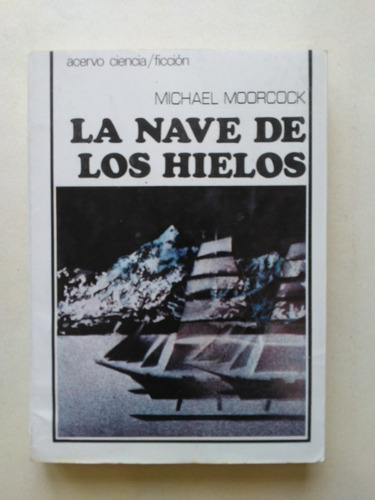 acervo ciencia/ficción
MICHAEL MOORCOCK
LA NAVE DE
LOS HIELOS